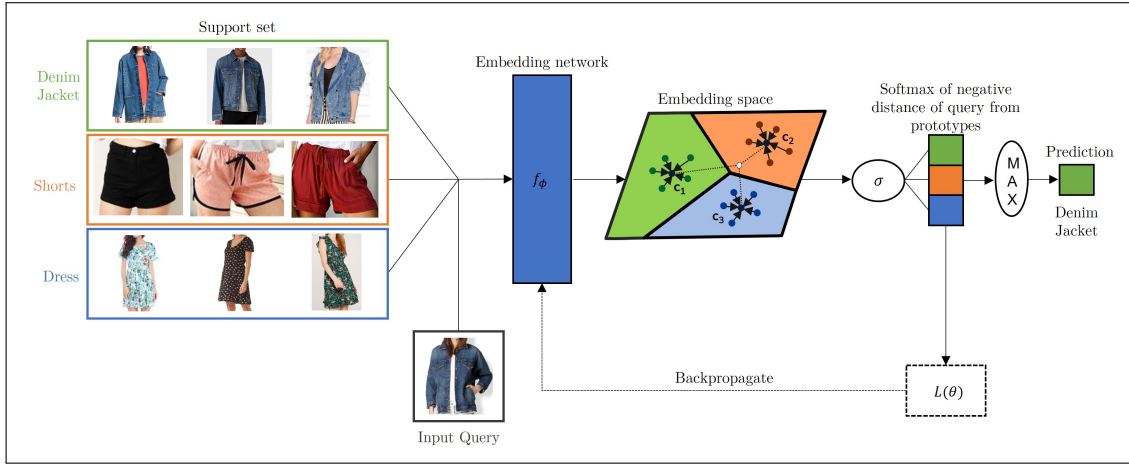 Support set
Denim
Jacket
Shorts
Dress
Input Query
Embedding network
f_ϕ
Embedding space
c₁
c₂
c₃
σ
Softmax of negative
distance of query from
prototypes
M
A
X
Prediction
Denim
Jacket
L(θ)
Backpropagate